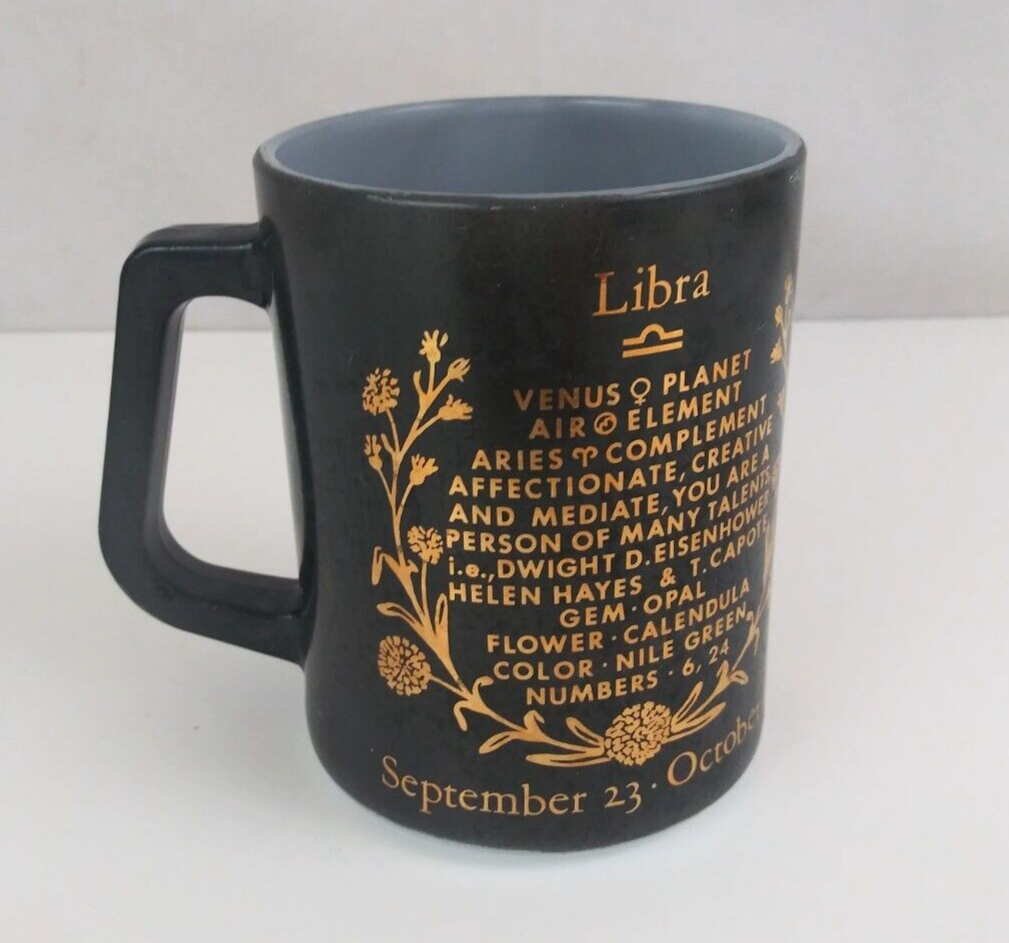 Libra
♎
VENUS ♀ PLANET
AIR ELEMENT
ARIES ♈ COMPLEMENT
AFFECTIONATE, CREATIVE
AND MEDIATE, YOU ARE A
PERSON OF MANY TALENTS
i.e., DWIGHT D. EISENHOWER
HELEN HAYES & T. CAPOTE
GEM · OPAL
FLOWER · CALENDULA
COLOR · NILE GREEN
NUMBERS · 6, 24
September 23 · October